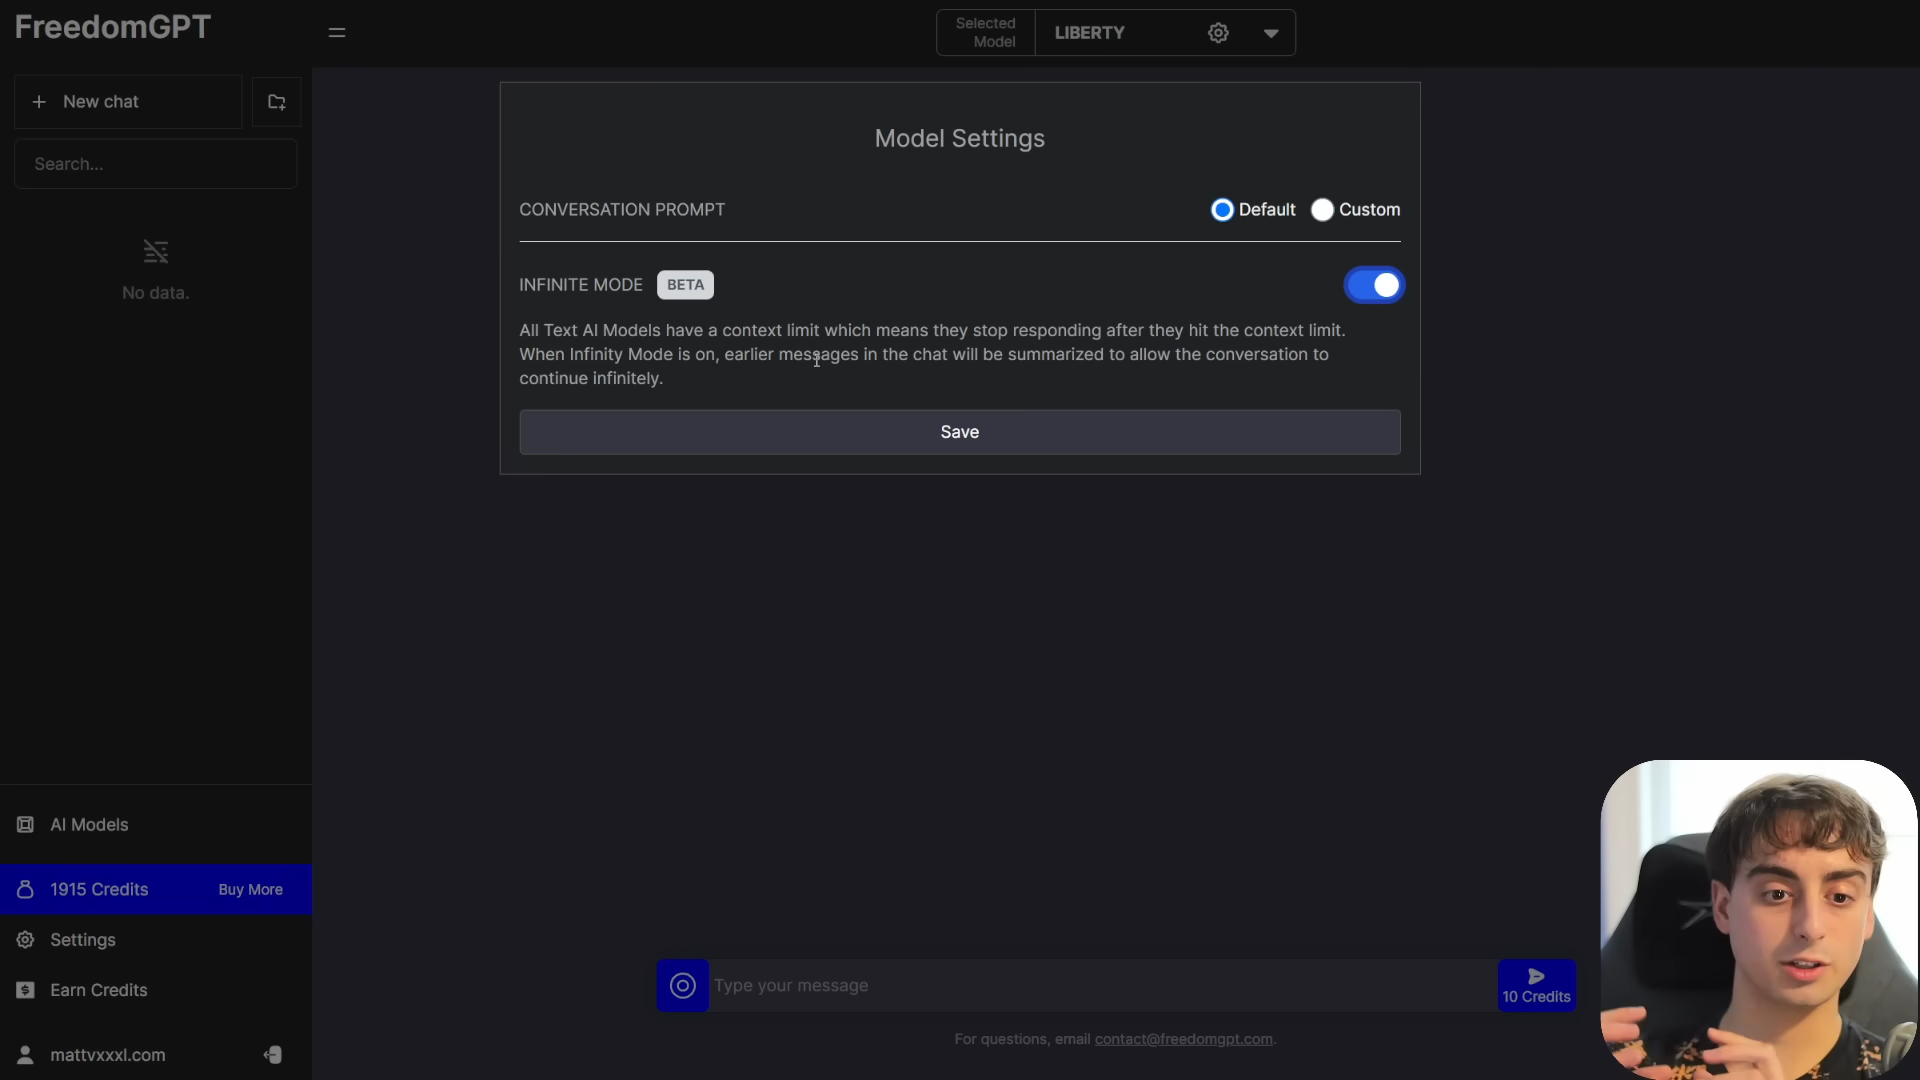 FreedomGPT
Selected
Model
LIBERTY
New chat
Search...
No data.
Model Settings
CONVERSATION PROMPT
Default
Custom
INFINITE MODE
BETA
All Text AI Models have a context limit which means they stop responding after they hit the context limit.
When Infinity Mode is on, earlier messages in the chat will be summarized to allow the conversation to
continue infinitely.
Save
AI Models
1915 Credits
Buy More
Settings
Earn Credits
mattvxxxl.com
Type your message
10 Credits
For questions, email contact@freedomgpt.com.